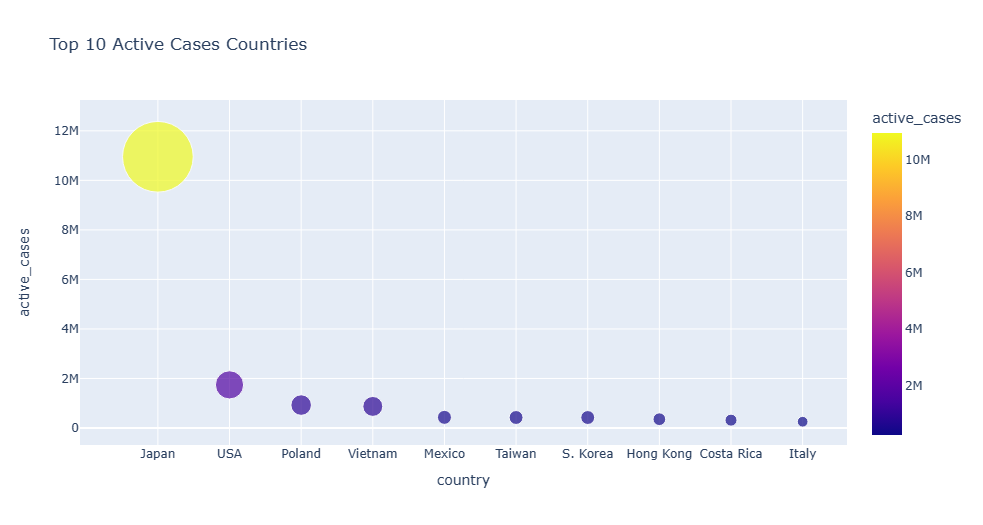 Top 10 Active Cases Countries
active_cases
12M
10M
8M
6M
4M
2M
0
Japan USA Poland Vietnam Mexico Taiwan S. Korea Hong Kong Costa Rica Italy
country
active_cases
10M
8M
6M
4M
2M